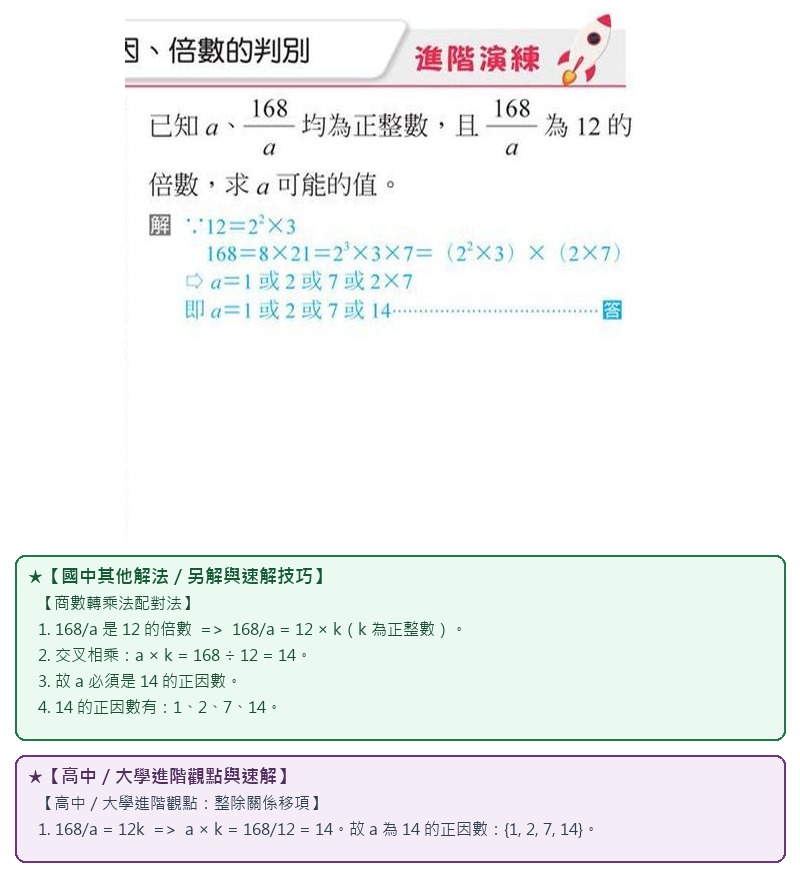 因、倍數的判別
進階演練
已知 a、168/a 均為正整數，且 168/a 為 12 的
倍數，求 a 可能的值。
解 ∵12＝2²×3
168＝8×21＝2³×3×7＝（2²×3）×（2×7）
⇨ a＝1 或 2 或 7 或 2×7
即 a＝1 或 2 或 7 或 14⋯⋯⋯⋯⋯⋯⋯⋯⋯⋯⋯⋯ 答
★【國中其他解法 / 另解與速解技巧】
【商數轉乘法配對法】
1. 168/a 是 12 的倍數 => 168/a = 12 × k ( k 為正整數 ) 。
2. 交叉相乘：a × k = 168 ÷ 12 = 14。
3. 故 a 必須是 14 的正因數。
4. 14 的正因數有：1、2、7、14。
★【高中 / 大學進階觀點與速解】
【高中 / 大學進階觀點：整除關係移項】
1. 168/a = 12k => a × k = 168/12 = 14。故 a 為 14 的正因數：{1, 2, 7, 14}。